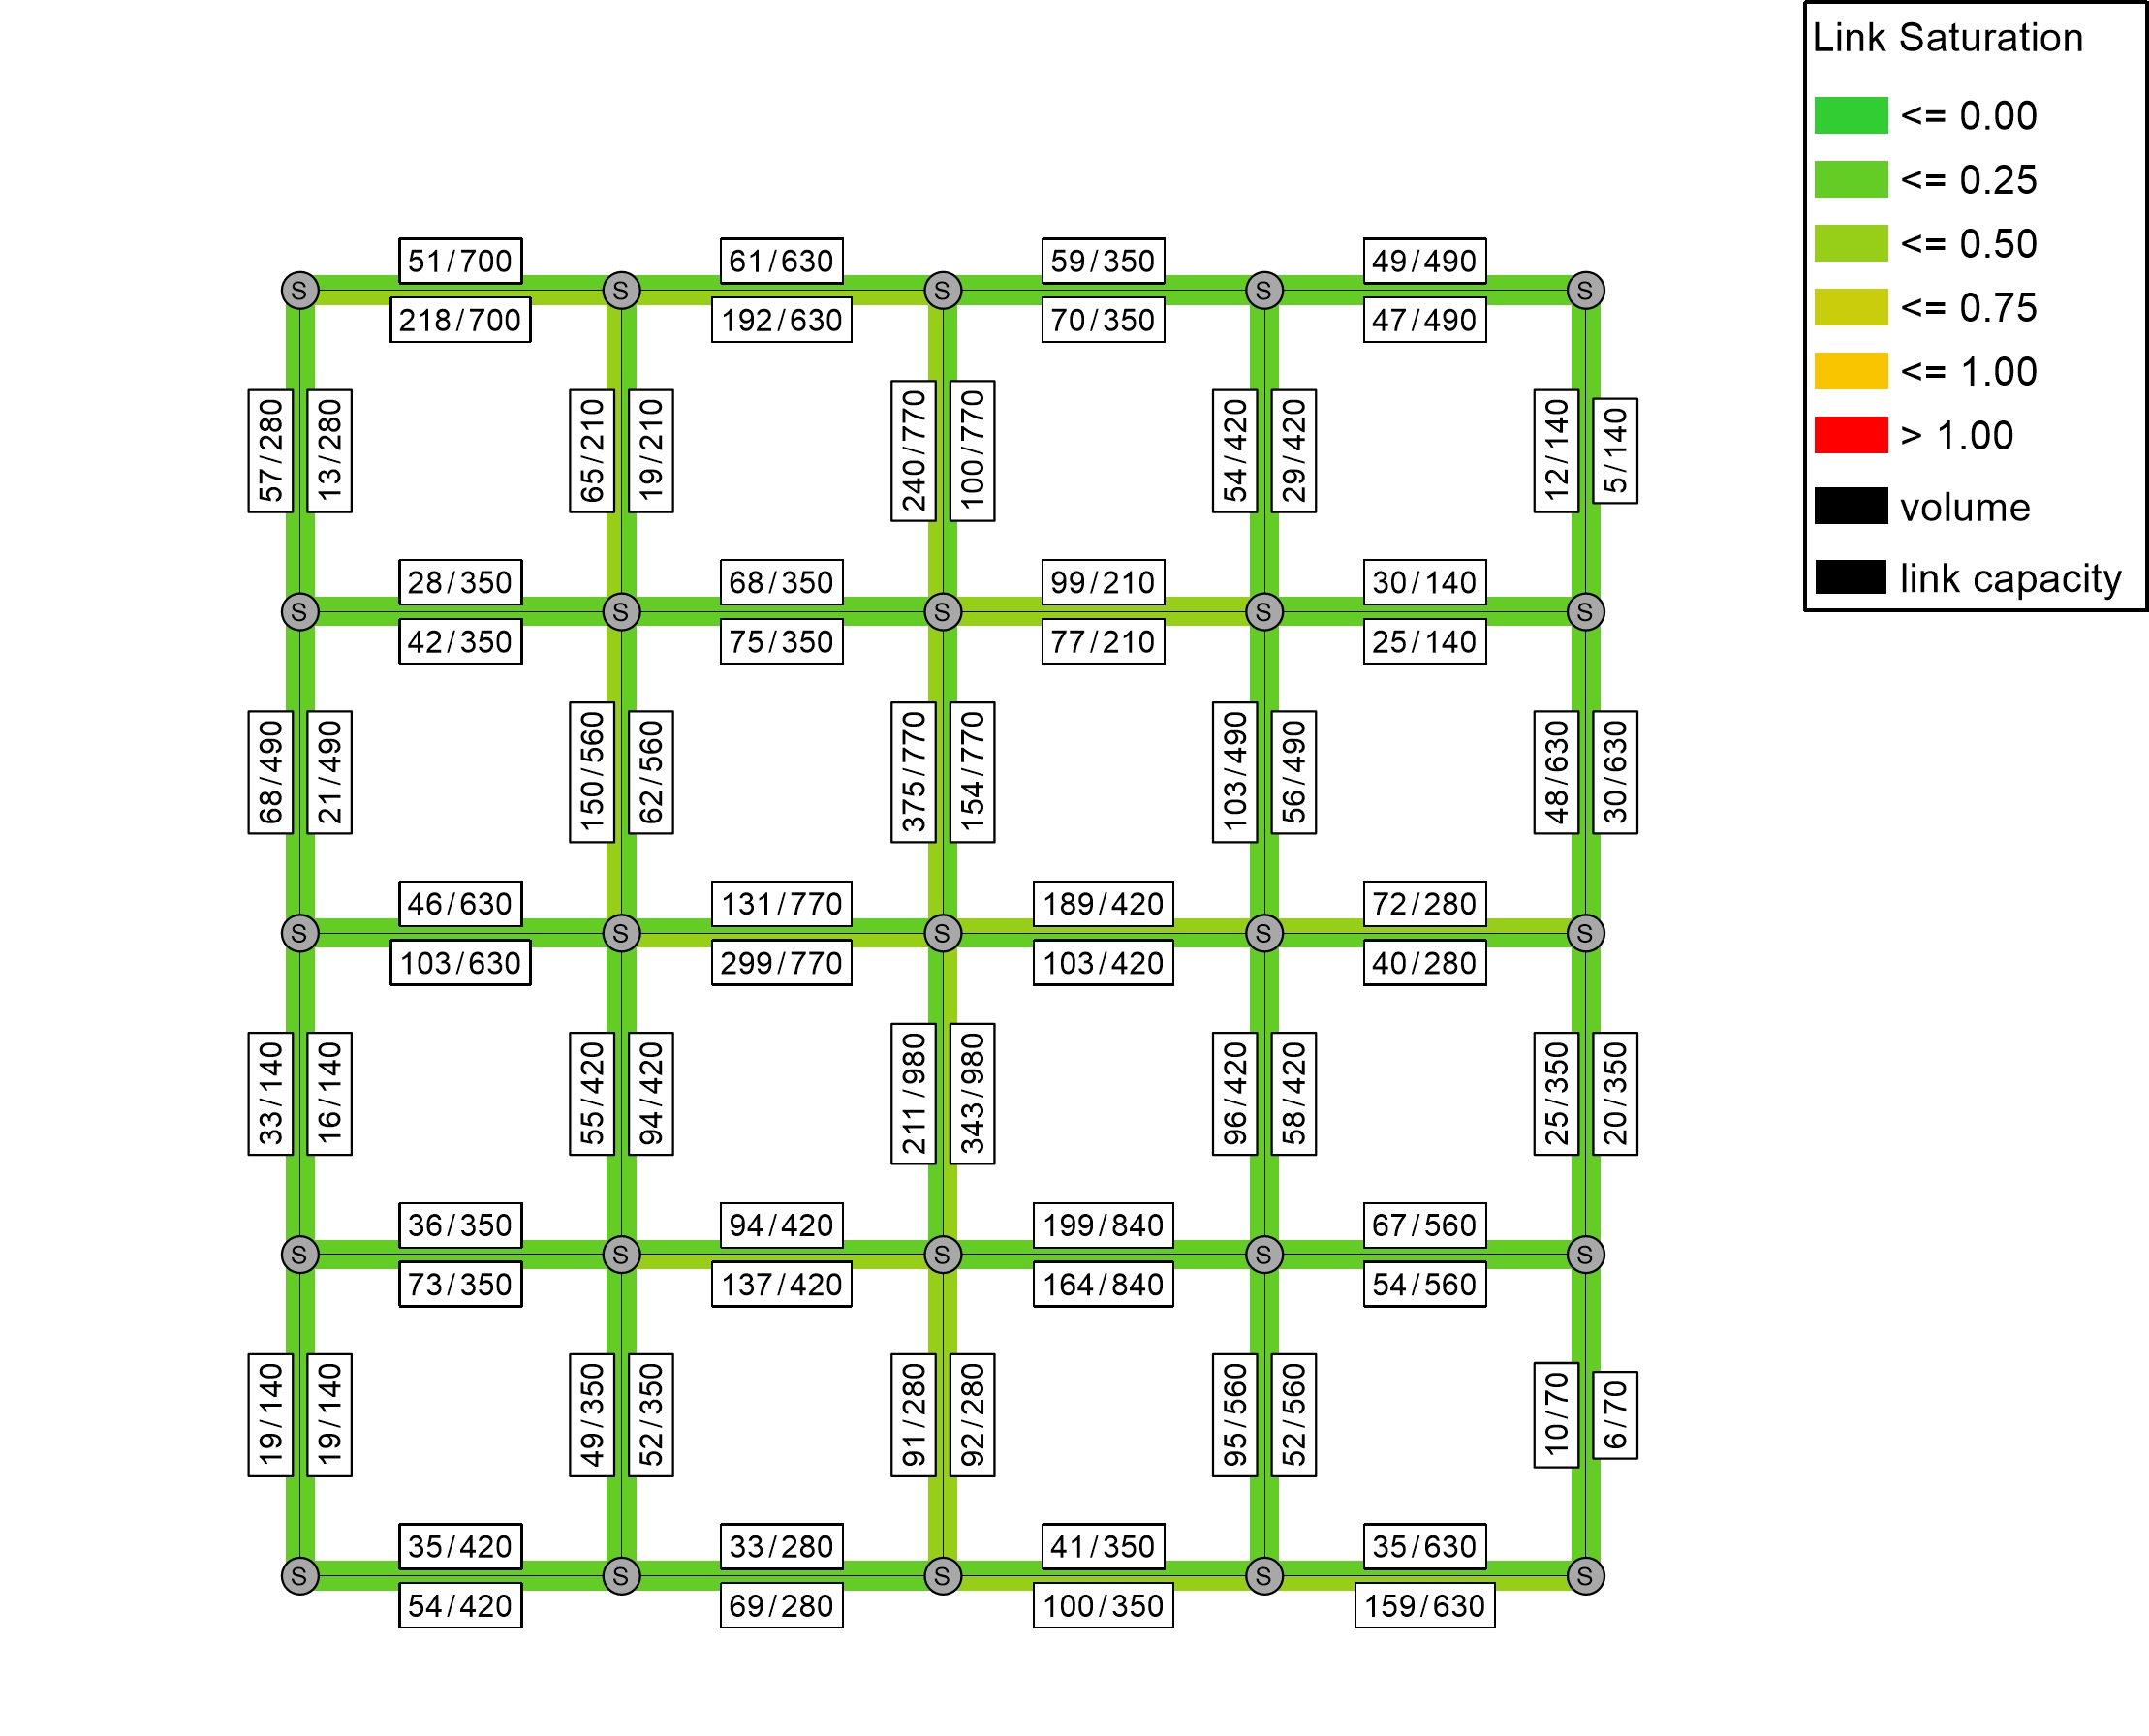 Link Saturation
<= 0.00
<= 0.25
<= 0.50
<= 0.75
<= 1.00
> 1.00
volume
link capacity
51/700 61/630 59/350 49/490
S S S S S
218/700 192/630 70/350 47/490
57/280 13/280 65/210 19/210 240/770 100/770 54/420 29/420 12/140 5/140
28/350 68/350 99/210 30/140
S S S S S
42/350 75/350 77/210 25/140
68/490 21/490 150/560 62/560 375/770 154/770 103/490 56/490 48/630 30/630
46/630 131/770 189/420 72/280
S S S S S
103/630 299/770 103/420 40/280
33/140 16/140 55/420 94/420 211/980 343/980 96/420 58/420 25/350 20/350
36/350 94/420 199/840 67/560
S S S S S
73/350 137/420 164/840 54/560
19/140 19/140 49/350 52/350 91/280 92/280 95/560 52/560 10/70 6/70
35/420 33/280 41/350 35/630
S S S S S
54/420 69/280 100/350 159/630